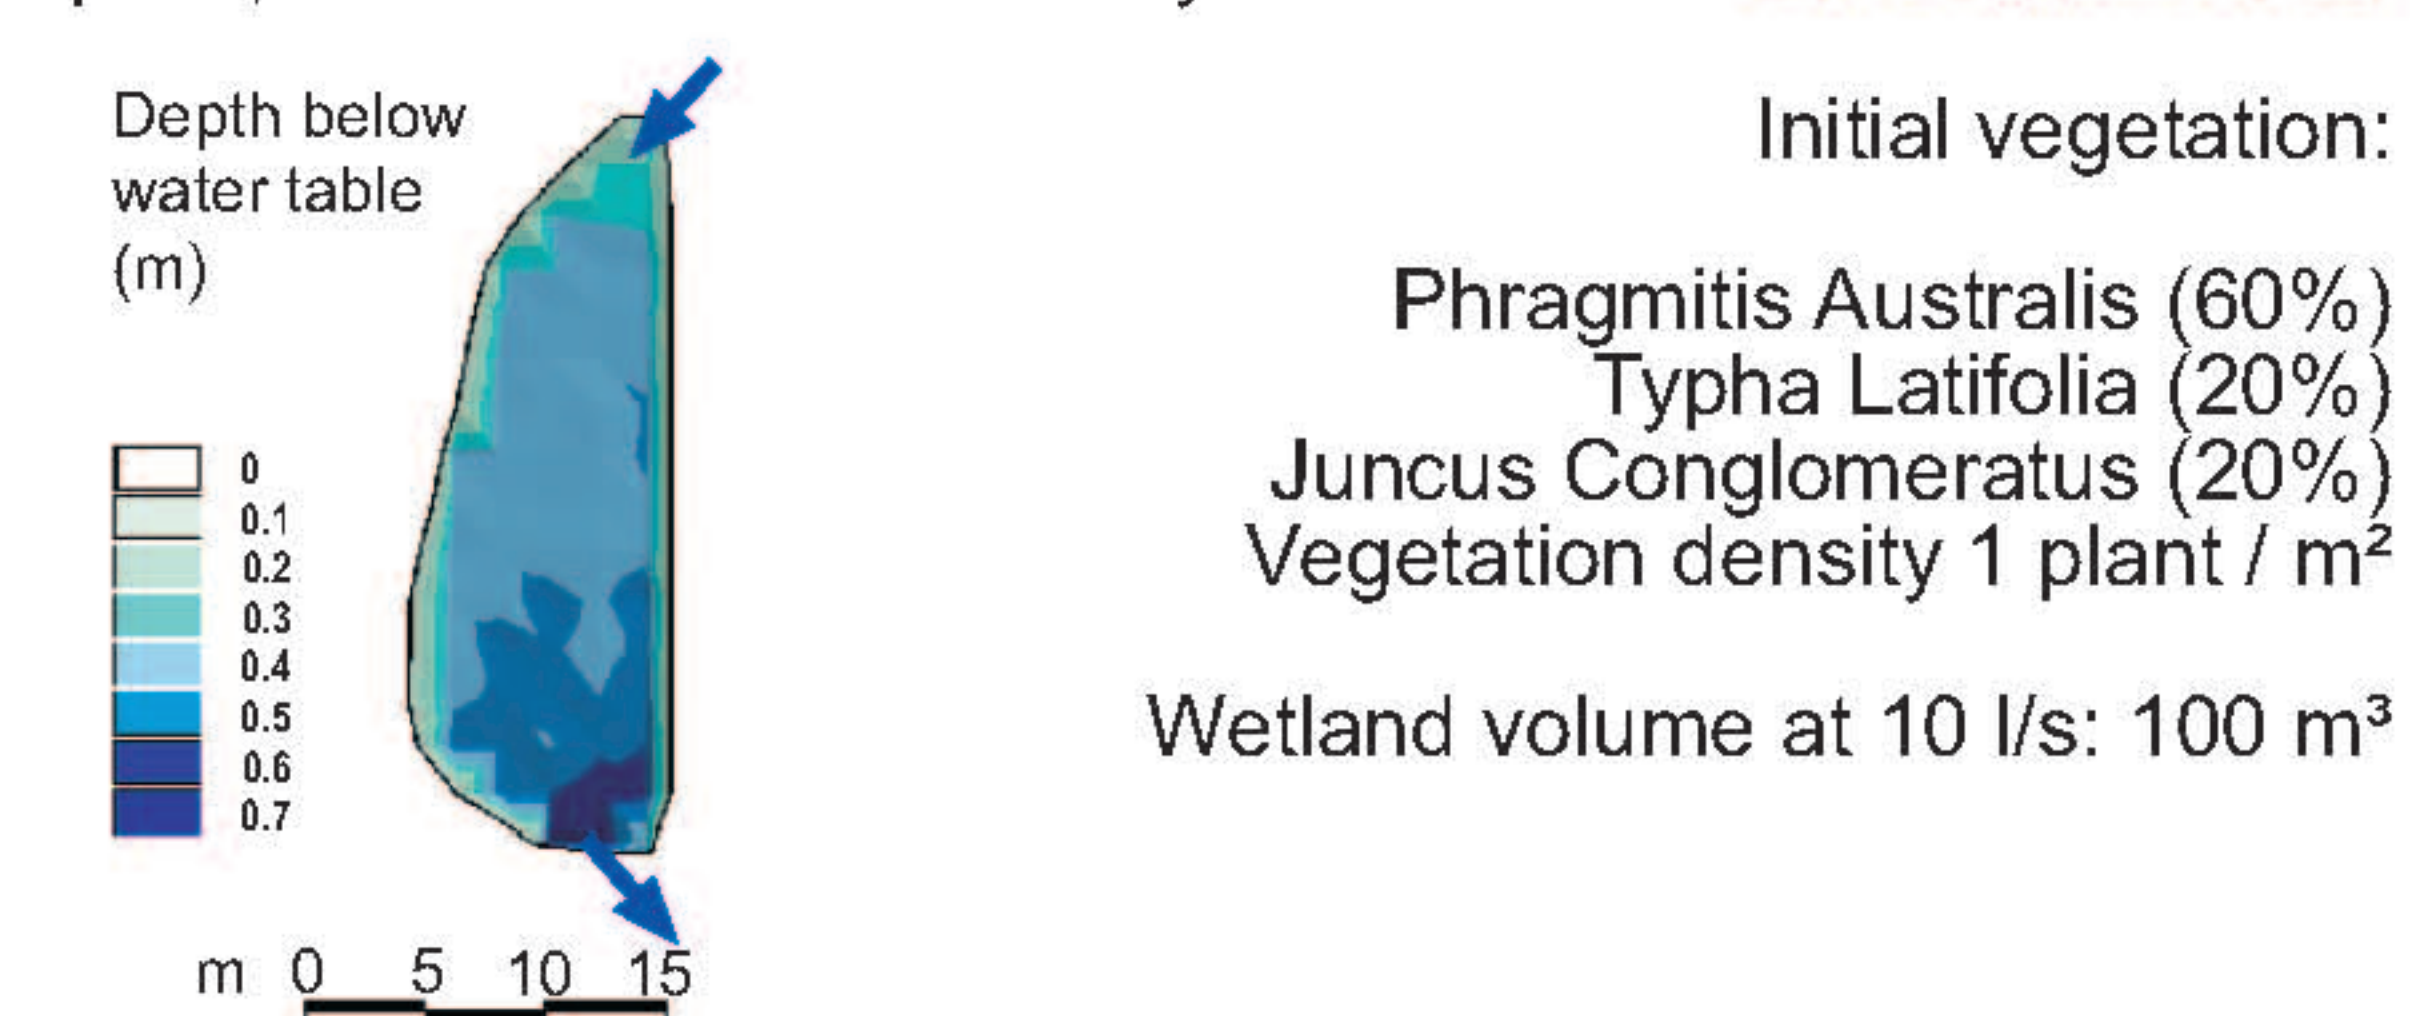 Depth below
water table
(m)
0
0.1
0.2
0.3
0.4
0.5
0.6
0.7
m 0 5 10 15
Initial vegetation:
Phragmitis Australis (60%)
Typha Latifolia (20%)
Juncus Conglomeratus (20%)
Vegetation density 1 plant / m²
Wetland volume at 10 l/s: 100 m³